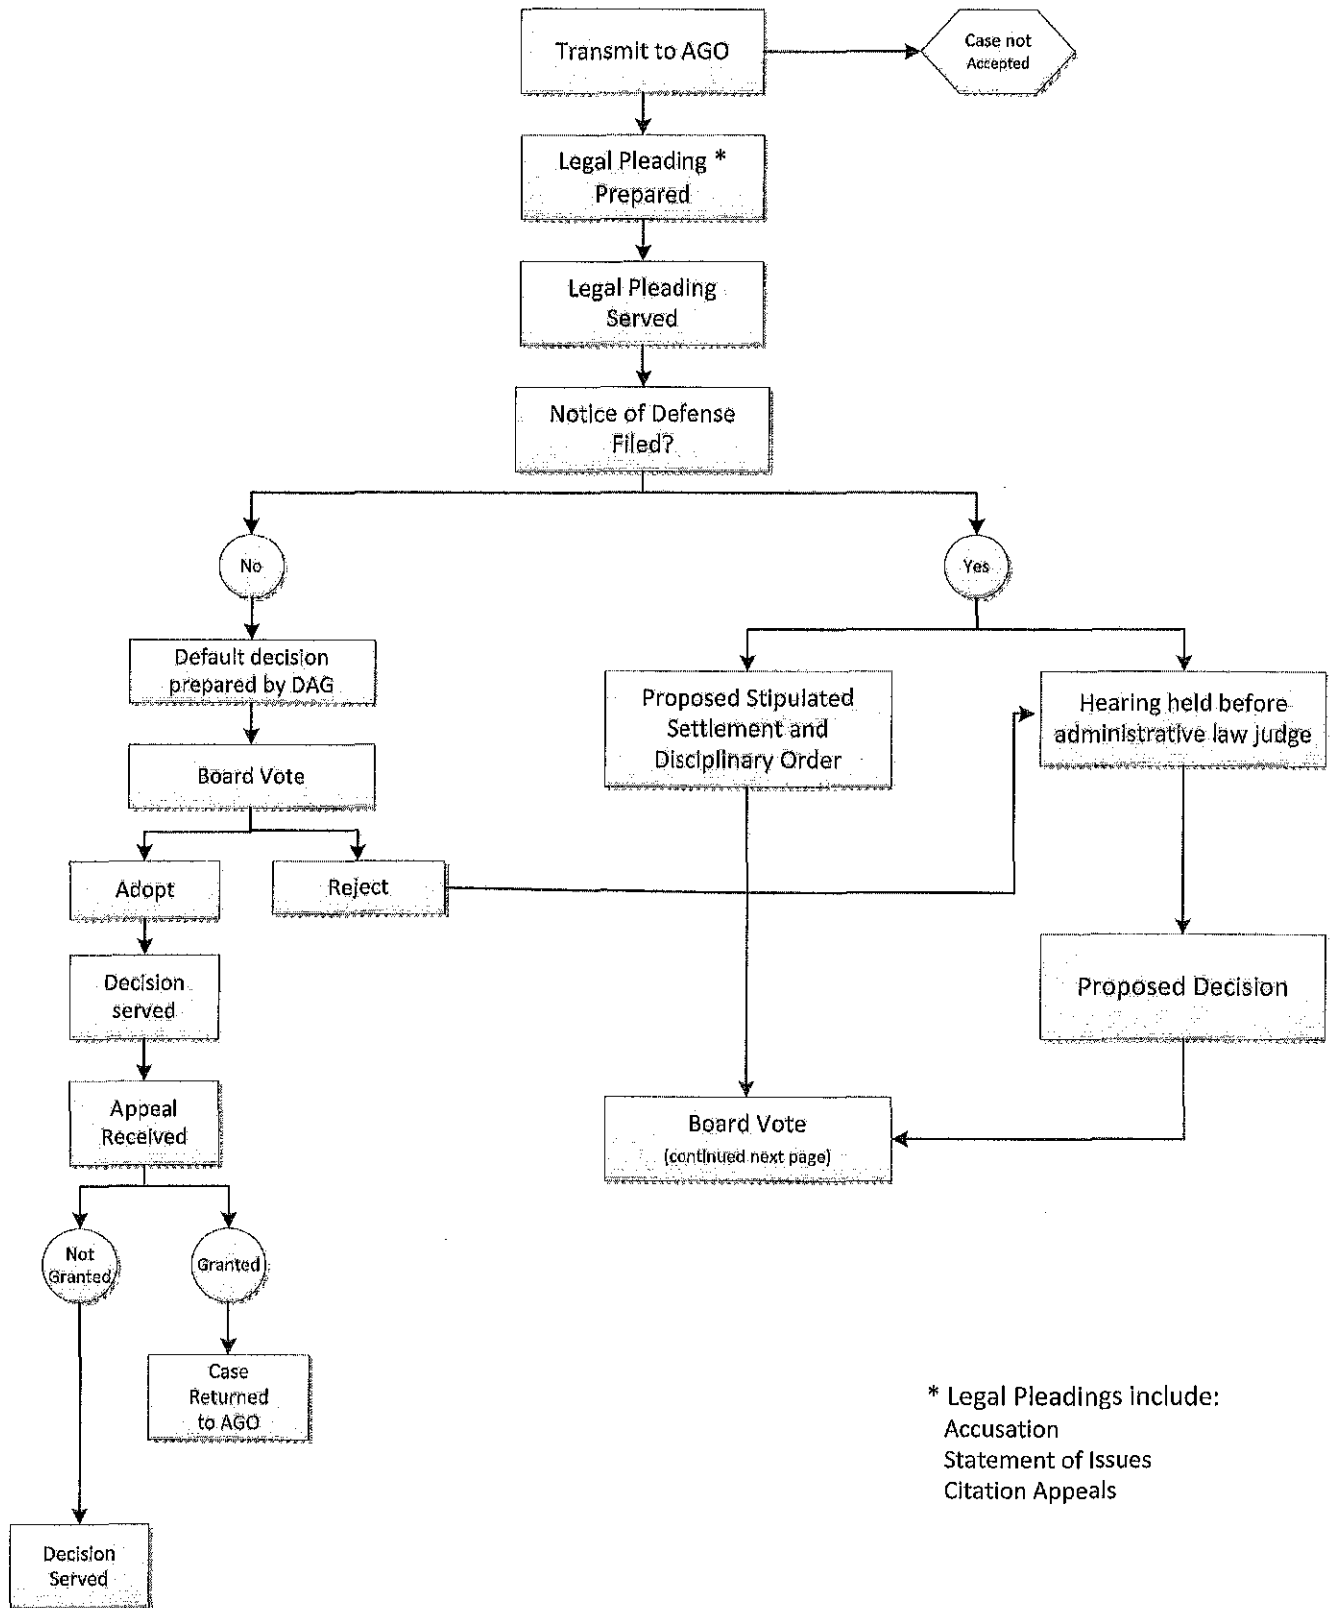 Transmit to AGO
Case not
Accepted
Legal Pleading *
Prepared
Legal Pleading
Served
Notice of Defense
Filed?
No
Yes
Default decision
prepared by DAG
Proposed Stipulated
Settlement and
Disciplinary Order
Hearing held before
administrative law judge
Board Vote
Adopt
Reject
Decision
served
Proposed Decision
Appeal
Received
Board Vote
(continued next page)
Not
Granted
Granted
Case
Returned
to AGO
* Legal Pleadings include:
Accusation
Statement of Issues
Citation Appeals
Decision
Served